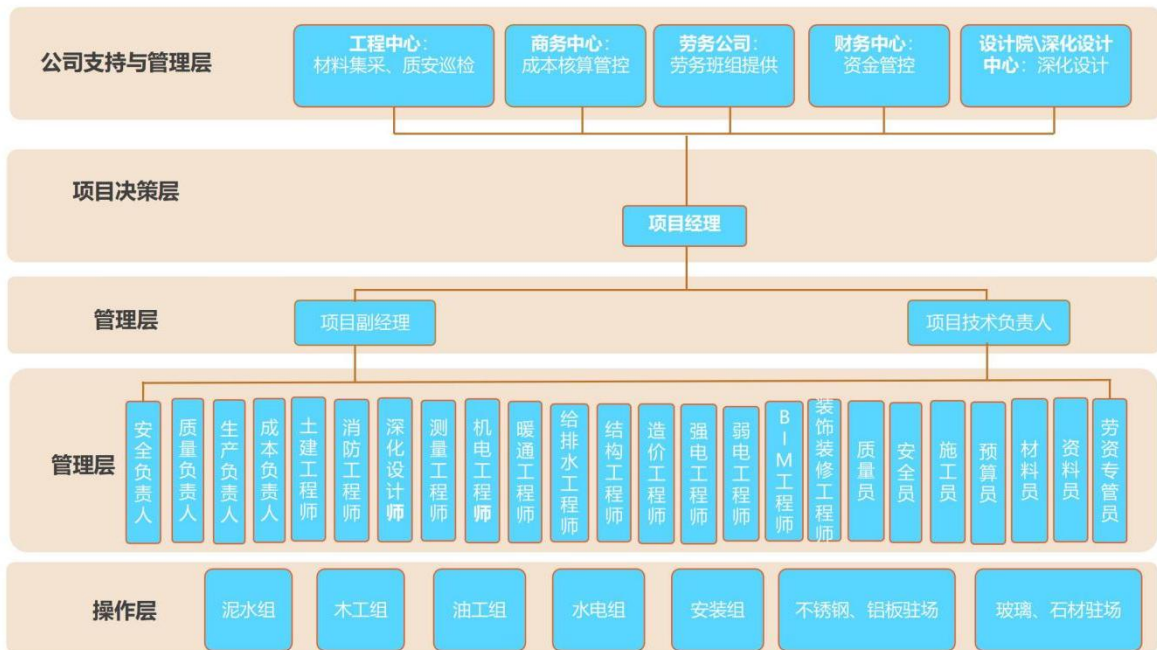 公司支持与管理层
工程中心：
材料集采、质安巡检
商务中心：
成本核算管控
劳务公司：
劳务班组提供
财务中心：
资金管控
设计院\深化设计
中心：深化设计
项目决策层
项目经理
管理层
项目副经理
项目技术负责人
管理层
安全负责人
质量负责人
生产负责人
成本负责人
土建工程师
消防工程师
深化设计师
测量工程师
机电工程师
暖通工程师
给排水工程师
结构工程师
造价工程师
强电工程师
弱电工程师
BIM工程师
装饰装修工程师
质量员
安全员
施工员
预算员
材料员
资料员
劳资专管员
操作层
泥水组
木工组
油工组
水电组
安装组
不锈钢、铝板驻场
玻璃、石材驻场